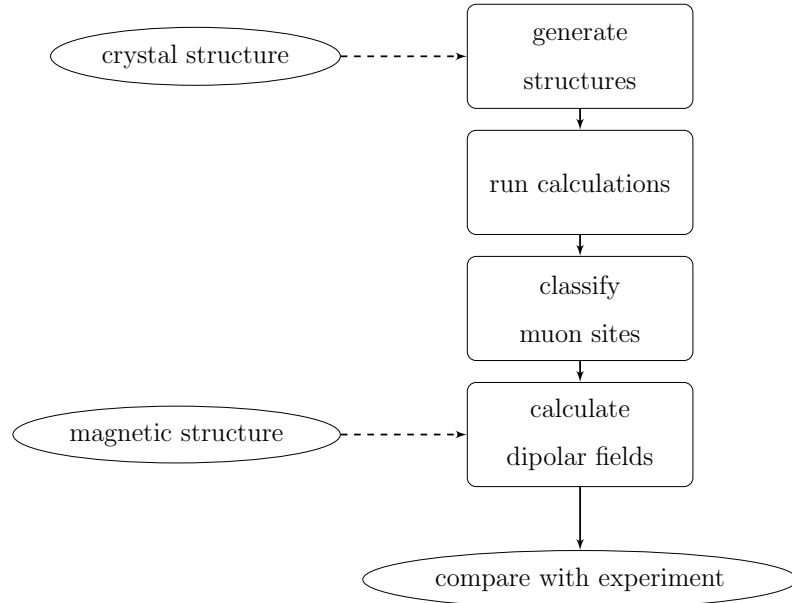 crystal structure
generate
structures
run calculations
classify
muon sites
magnetic structure
calculate
dipolar fields
compare with experiment